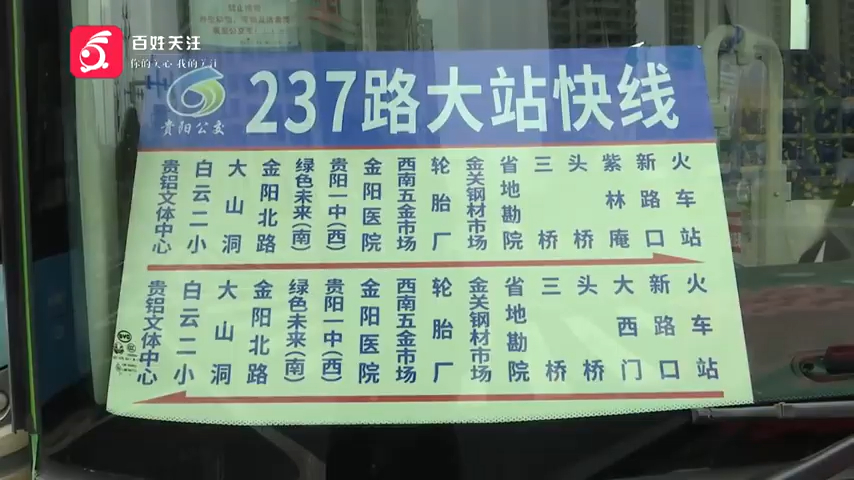 百姓关注
你的关心·我的关注
237路大站快线
贵阳公交
贵铝文体中心
白云二小
大山洞
金阳北路
绿色未来(南)
贵阳一中(西)
金阳医院
西南五金市场
轮胎厂
金关钢材市场
省地勘院
三桥
头桥
紫林庵
新路口
火车站
贵铝文体中心
白云二小
大山洞
金阳北路
绿色未来(南)
贵阳一中(西)
金阳医院
西南五金市场
轮胎厂
金关钢材市场
省地勘院
三桥
头桥
大西门
新路口
火车站